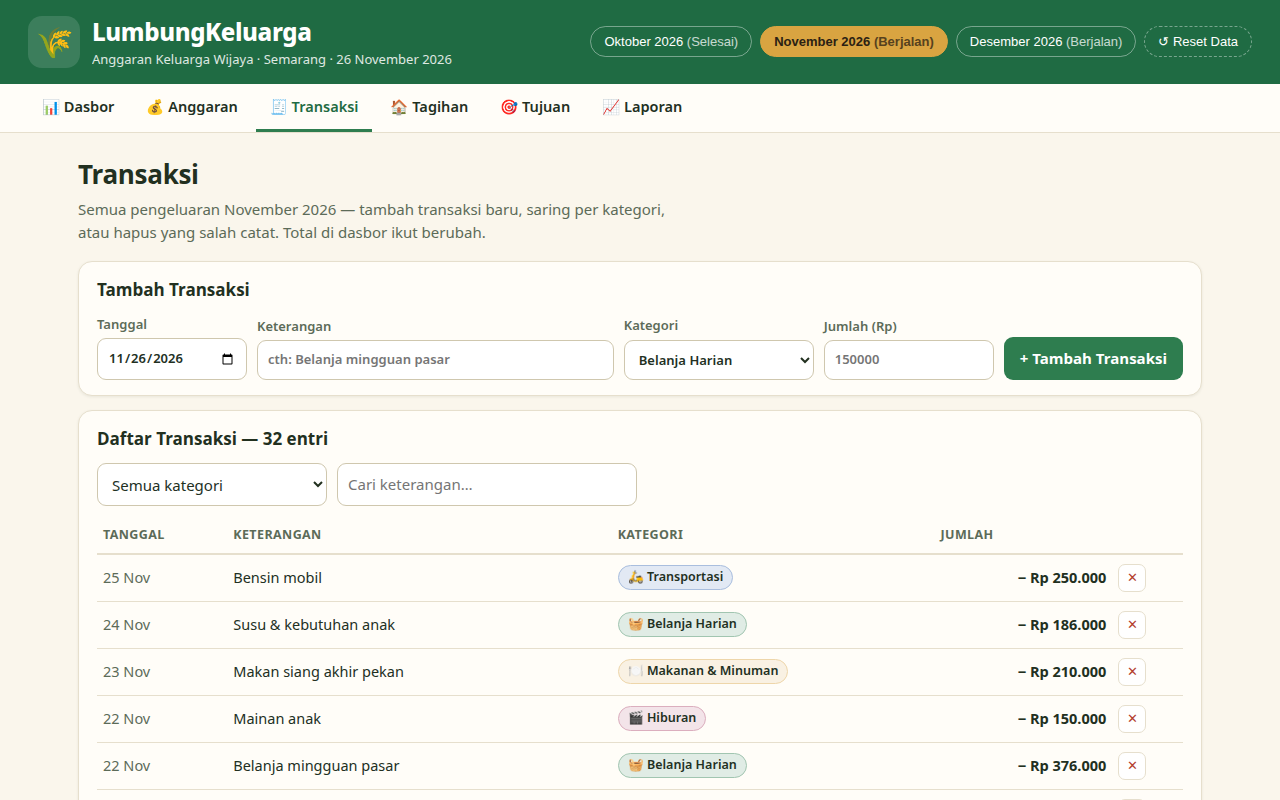 LumbungKeluarga
Anggaran Keluarga Wijaya · Semarang · 26 November 2026
Oktober 2026 (Selesai)
November 2026 (Berjalan)
Desember 2026 (Berjalan)
↺ Reset Data
Dasbor
Anggaran
Transaksi
Tagihan
Tujuan
Laporan
Transaksi
Semua pengeluaran November 2026 — tambah transaksi baru, saring per kategori,
atau hapus yang salah catat. Total di dasbor ikut berubah.
Tambah Transaksi
Tanggal
Keterangan
Kategori
Jumlah (Rp)
11/26/2026
cth: Belanja mingguan pasar
Belanja Harian
150000
+ Tambah Transaksi
Daftar Transaksi — 32 entri
Semua kategori
Cari keterangan…
TANGGAL KETERANGAN KATEGORI JUMLAH
25 Nov Bensin mobil Transportasi − Rp 250.000 ✕
24 Nov Susu & kebutuhan anak Belanja Harian − Rp 186.000 ✕
23 Nov Makan siang akhir pekan Makanan & Minuman − Rp 210.000 ✕
22 Nov Mainan anak Hiburan − Rp 150.000 ✕
22 Nov Belanja mingguan pasar Belanja Harian − Rp 376.000 ✕